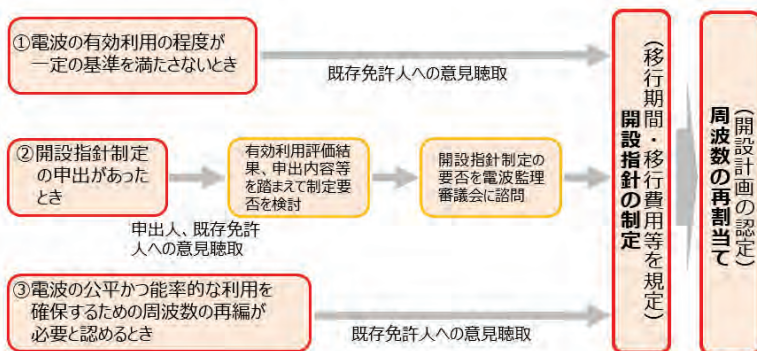 ①電波の有効利用の程度が
一定の基準を満たさないとき
既存免許人への意見聴取
②開設指針制定
の申出があった
とき
申出人、既存免許
人への意見聴取
有効利用評価結
果、申出内容等
を踏まえて制定要
否を検討
開設指針制定の
要否を電波監理
審議会に諮問
③電波の公平かつ能率的な利用を
確保するための周波数の再編が
必要と認めるとき
既存免許人への意見聴取
開設指針の制定
(移行期間・移行費用等を規定)
周波数の再割当て
(開設計画の認定)